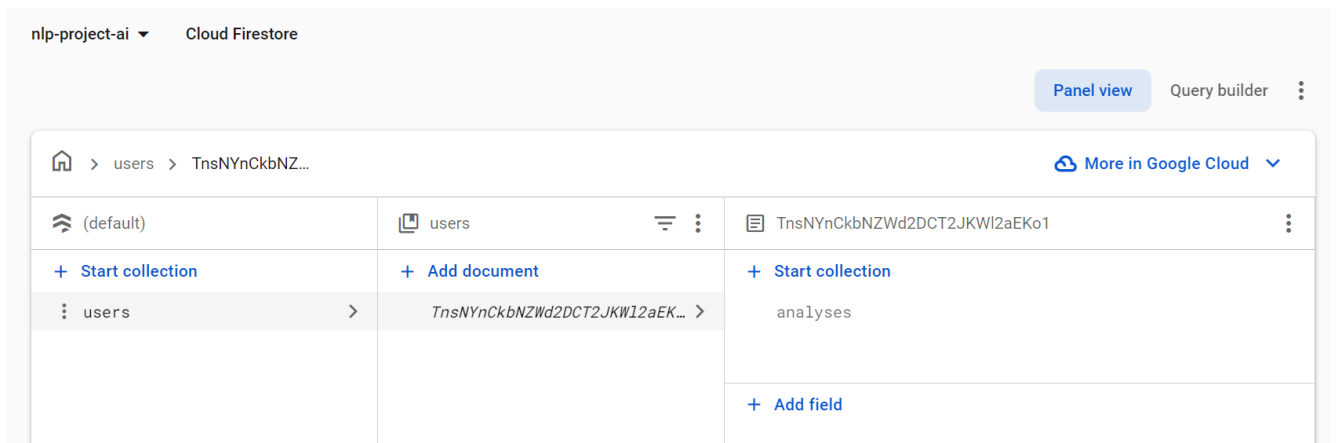 nlp-project-ai Cloud Firestore
Panel view Query builder
users TnsNYnCkbNZ... More in Google Cloud
(default) users TnsNYnCkbNZWd2DCT2JKWl2aEKo1
+ Start collection + Add document + Start collection
users TnsNYnCkbNZWd2DCT2JKWl2aEK... analyses
+ Add field